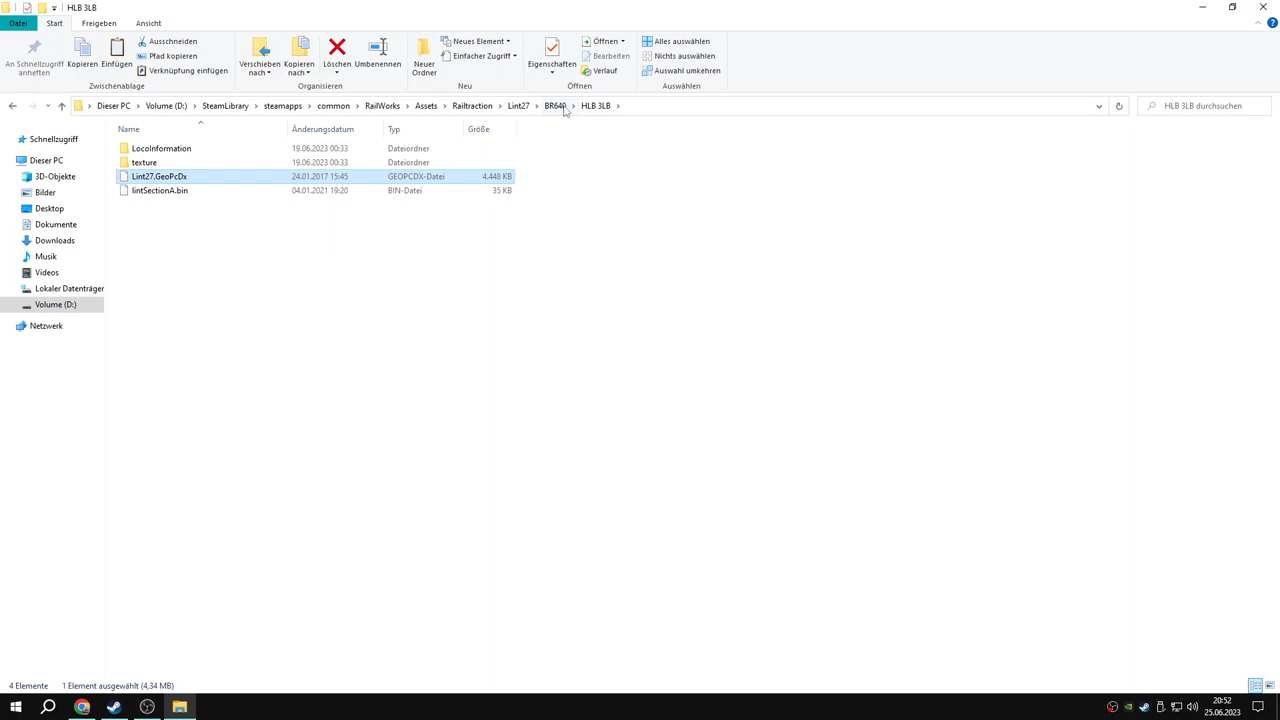 HLB 3LB
Datei Start Freigeben Ansicht
An Schnellzugriff anheften
Kopieren
Einfügen
Ausschneiden
Pfad kopieren
Verknüpfung einfügen
Zwischenablage
Verschieben nach
Kopieren nach
Löschen
Umbenennen
Organisieren
Neuer Ordner
Neues Element
Einfacher Zugriff
Neu
Eigenschaften
Öffnen
Bearbeiten
Verlauf
Öffnen
Alles auswählen
Nichts auswählen
Auswahl umkehren
Auswählen
Dieser PC > Volume (D:) > SteamLibrary > steamapps > common > RailWorks > Assets > Railtraction > Lint27 > BR640 > HLB 3LB >
HLB 3LB durchsuchen
Name Änderungsdatum Typ Größe
LocoInformation 19.06.2023 00:33 Dateiordner
texture 19.06.2023 00:33 Dateiordner
Lint27.GeoPcDx 24.01.2017 15:45 GEOPCDX-Datei 4.448 KB
lintSectionA.bin 04.01.2021 19:20 BIN-Datei 35 KB
Schnellzugriff
Dieser PC
3D-Objekte
Bilder
Desktop
Dokumente
Downloads
Musik
Videos
Lokaler Datenträger
Volume (D:)
Netzwerk
4 Elemente 1 Element ausgewählt (4,34 MB)
20:52
25.06.2023